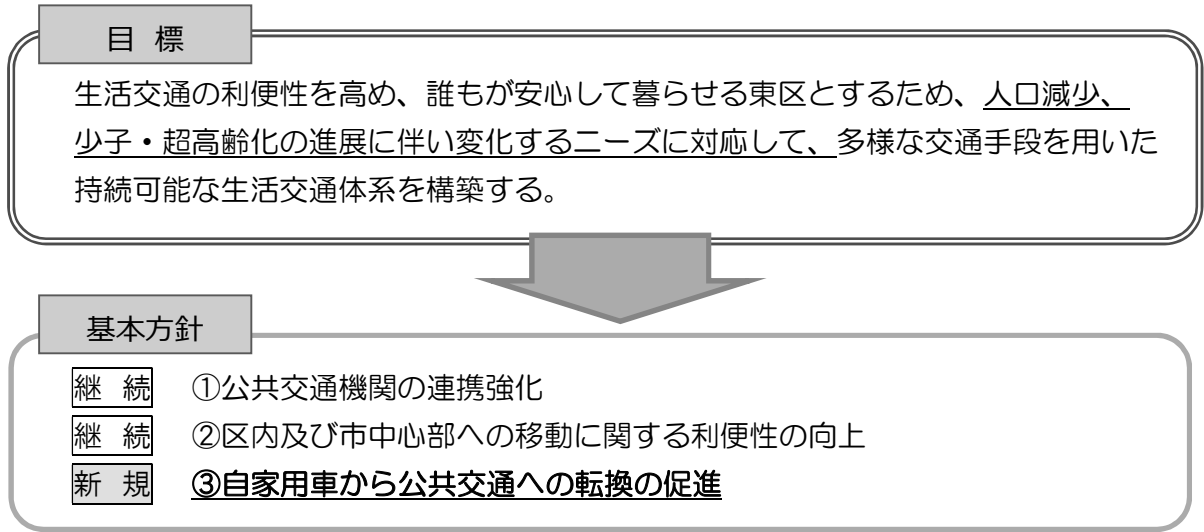 目 標
生活交通の利便性を高め、誰もが安心して暮らせる東区とするため、人口減少、
少子・超高齢化の進展に伴い変化するニーズに対応して、多様な交通手段を用いた
持続可能な生活交通体系を構築する。
基本方針
継 続 ①公共交通機関の連携強化
継 続 ②区内及び市中心部への移動に関する利便性の向上
新 規 ③自家用車から公共交通への転換の促進